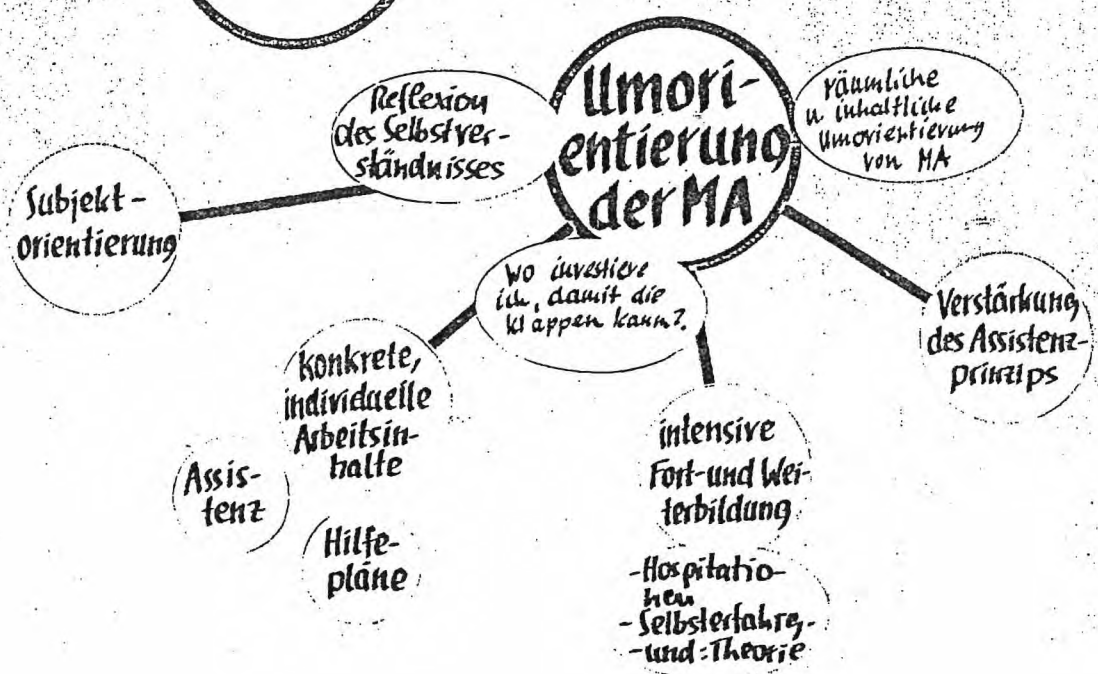 Umori-
entierung
der MA
Reflexion
des Selbstver-
ständnisses
räumliche
u. inhaltliche
Umorientierung
von MA
Subjekt-
orientierung
Wo investiere
ich, damit die
klappen kann?
Verstärkung
des Assistenz-
prinzips
konkrete,
individuelle
Arbeitsin-
halte
Assis-
tenz
Hilfe-
pläne
intensive
Fort- und Wei-
terbildung
-Hospitatio-
nen
-Selbsterfahrg.-
-und -Theorie